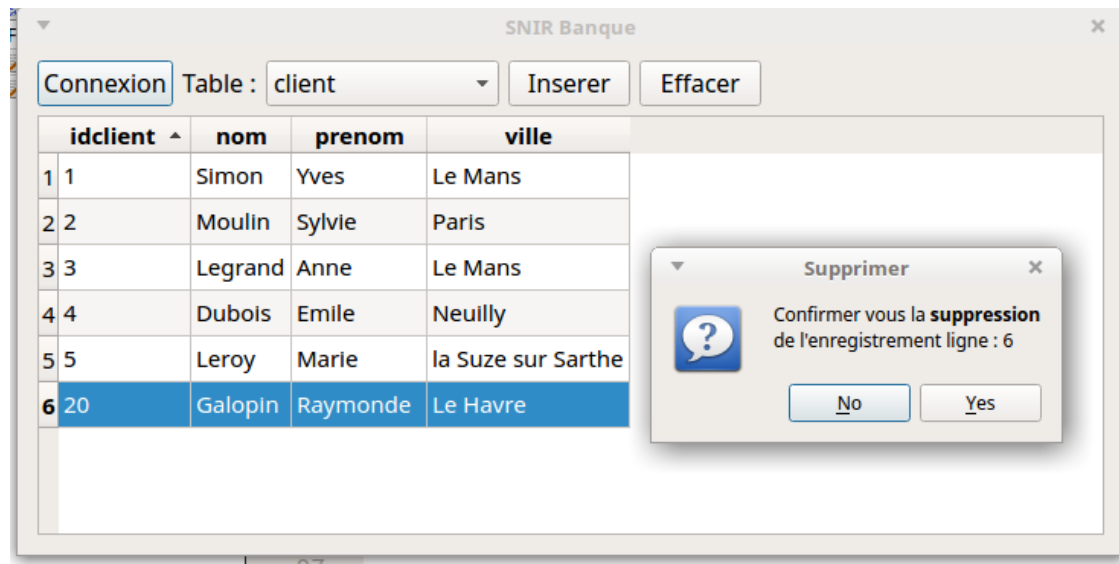 SNIR Banque
Connexion Table : client Inserer Effacer
idclient nom prenom ville
1 1 Simon Yves Le Mans
2 2 Moulin Sylvie Paris
3 3 Legrand Anne Le Mans
4 4 Dubois Emile Neuilly
5 5 Leroy Marie la Suze sur Sarthe
6 20 Galopin Raymonde Le Havre
Supprimer
Confirmer vous la suppression
de l'enregistrement ligne : 6
No Yes